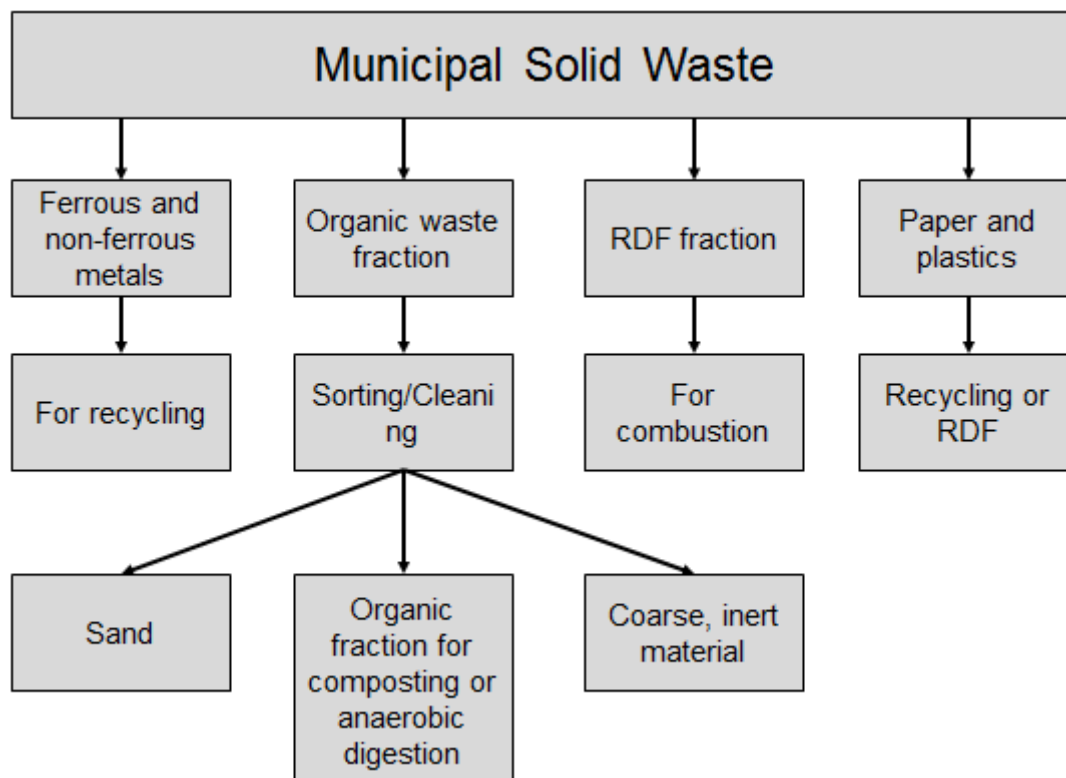 Municipal Solid Waste
Ferrous and
non-ferrous
metals
Organic waste
fraction
RDF fraction
Paper and
plastics
For recycling
Sorting/Cleani
ng
For
combustion
Recycling or
RDF
Sand
Organic
fraction for
composting or
anaerobic
digestion
Coarse, inert
material